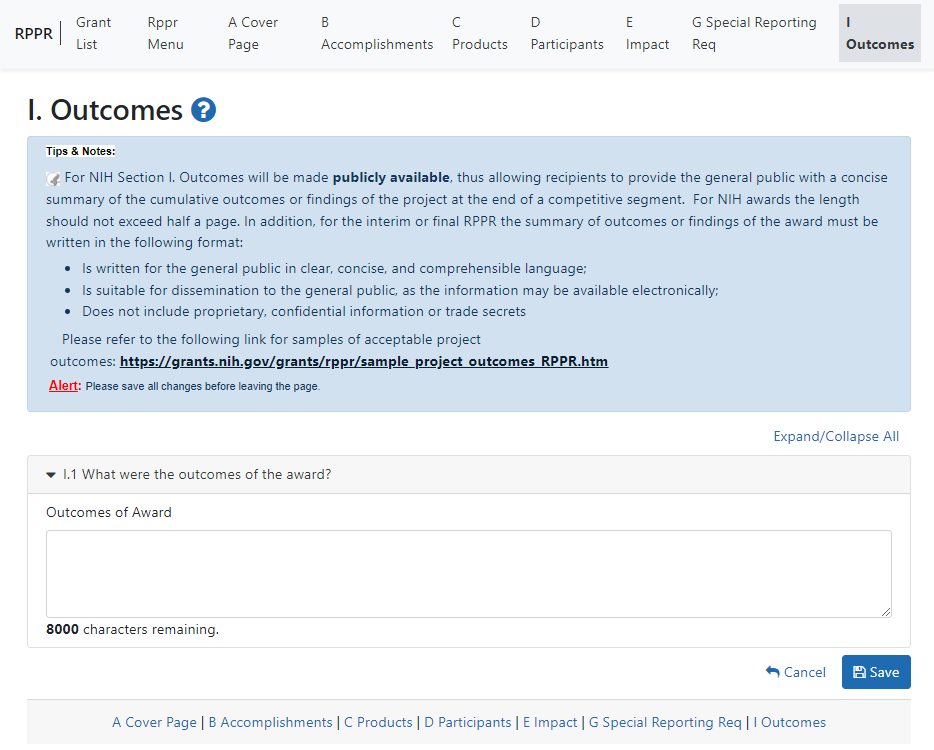 RPPR
Grant List
Rppr Menu
A Cover Page
B Accomplishments
C Products
D Participants
E Impact
G Special Reporting Req
I Outcomes
I. Outcomes ?
Tips & Notes:
For NIH Section I. Outcomes will be made publicly available, thus allowing recipients to provide the general public with a concise
summary of the cumulative outcomes or findings of the project at the end of a competitive segment.  For NIH awards the length
should not exceed half a page. In addition, for the interim or final RPPR the summary of outcomes or findings of the award must be
written in the following format:
• Is written for the general public in clear, concise, and comprehensible language;
• Is suitable for dissemination to the general public, as the information may be available electronically;
• Does not include proprietary, confidential information or trade secrets
Please refer to the following link for samples of acceptable project
outcomes: https://grants.nih.gov/grants/rppr/sample_project_outcomes_RPPR.htm
Alert: Please save all changes before leaving the page.
Expand/Collapse All
I.1 What were the outcomes of the award?
Outcomes of Award
8000 characters remaining.
Cancel
Save
A Cover Page | B Accomplishments | C Products | D Participants | E Impact | G Special Reporting Req | I Outcomes